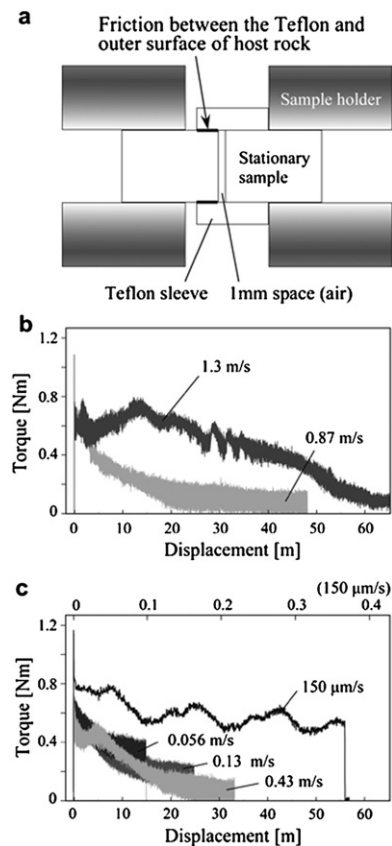 a
Friction between the Teflon and
outer surface of host rock
Sample holder
Stationary
sample
Teflon sleeve
1mm space (air)
b
1.2
0.8
0.4
0
Torque [Nm]
1.3 m/s
0.87 m/s
0 10 20 30 40 50 60
Displacement [m]
c
(150 μm/s)
0 0.1 0.2 0.3 0.4
1.2
0.8
0.4
0
Torque [Nm]
150 μm/s
0.056 m/s
0.13 m/s
0.43 m/s
0 10 20 30 40 50 60
Displacement [m]